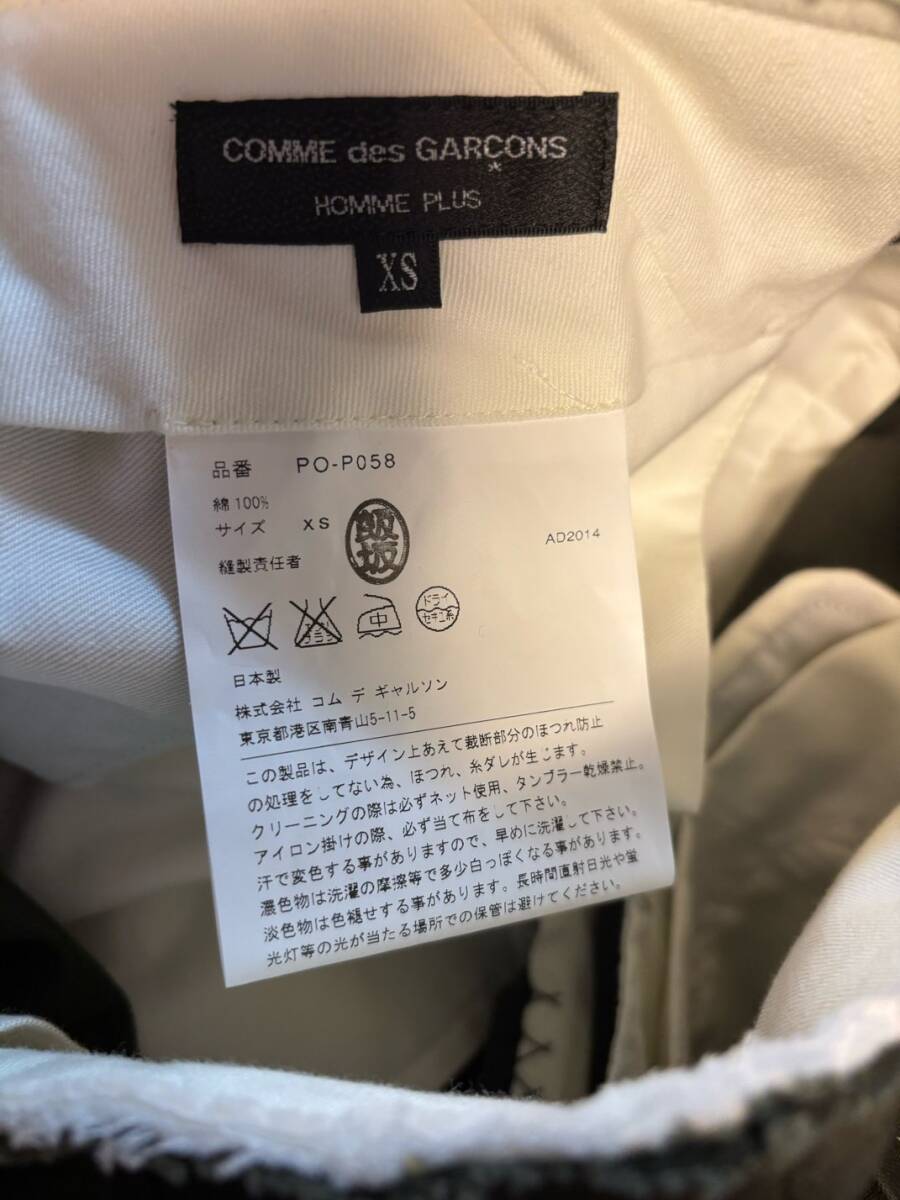 COMME des GARÇONS
*
HOMME PLUS
XS
品番 PO-P058
綿 100%
サイズ XS
飯坂
AD2014
縫製責任者
中
ドライ
セキユ系
日本製
株式会社 コム デ ギャルソン
東京都港区南青山5-11-5
この製品は、デザイン上あえて裁断部分のほつれ防止
の処理をしてない為、ほつれ、糸ダレが生じます。
クリーニングの際は必ずネット使用、タンブラー乾燥禁止。
アイロン掛けの際、必ず当て布をして下さい。
汗で変色する事がありますので、早めに洗濯して下さい。
濃色物は洗濯の摩擦等で多少白っぽくなる事があります。
淡色物は色褪せする事があります。長時間直射日光や蛍
光灯等の光が当たる場所での保管は避けてください。